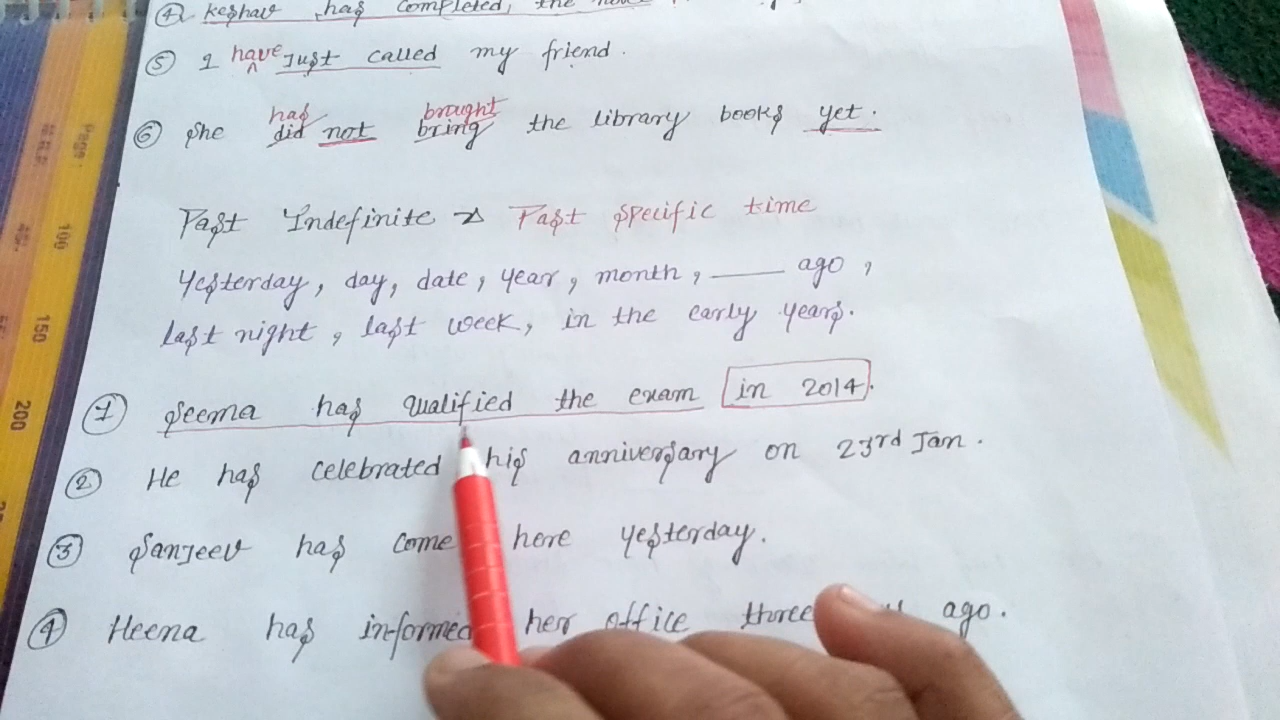 ④ Keshav has completed, the
⑤ I have Just called my friend.
has brought
⑥ She did not bring the library books yet.
Past Indefinite → Past specific time
Yesterday, day, date, year, month, ___ ago,
Last night, Last week, in the early years.
① Seema has qualified the exam in 2014.
② He has celebrated his anniversary on 23rd Jan.
③ Sanjeev has come here yesterday.
④ Heena has informed her office three ago.
Page:
100
150
200